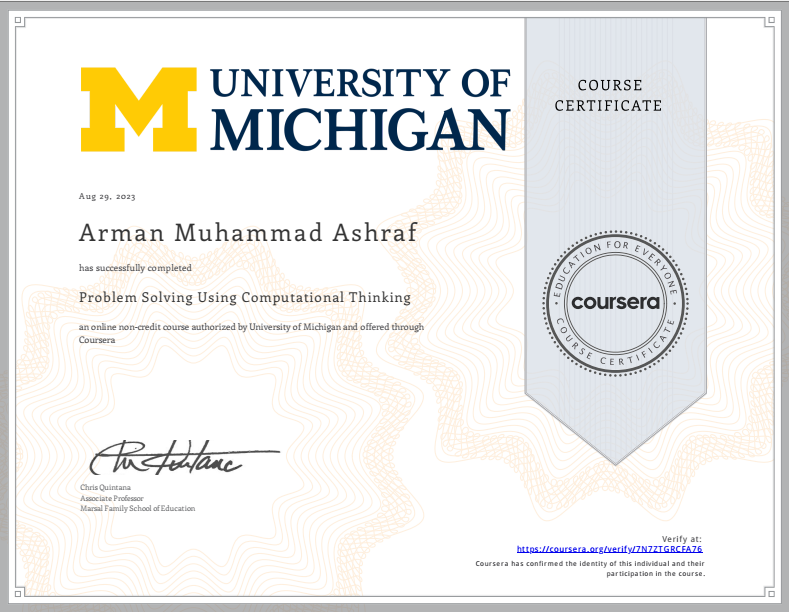 UNIVERSITY OF
MICHIGAN
COURSE
CERTIFICATE
Aug 29, 2023
Arman Muhammad Ashraf
has successfully completed
Problem Solving Using Computational Thinking
an online non-credit course authorized by University of Michigan and offered through
Coursera
EDUCATION FOR EVERYONE
coursera
COURSE CERTIFICATE
Chris Quintana
Associate Professor
Marsal Family School of Education
Verify at:
https://coursera.org/verify/7N7ZTGRCFA76
Coursera has confirmed the identity of this individual and their
participation in the course.